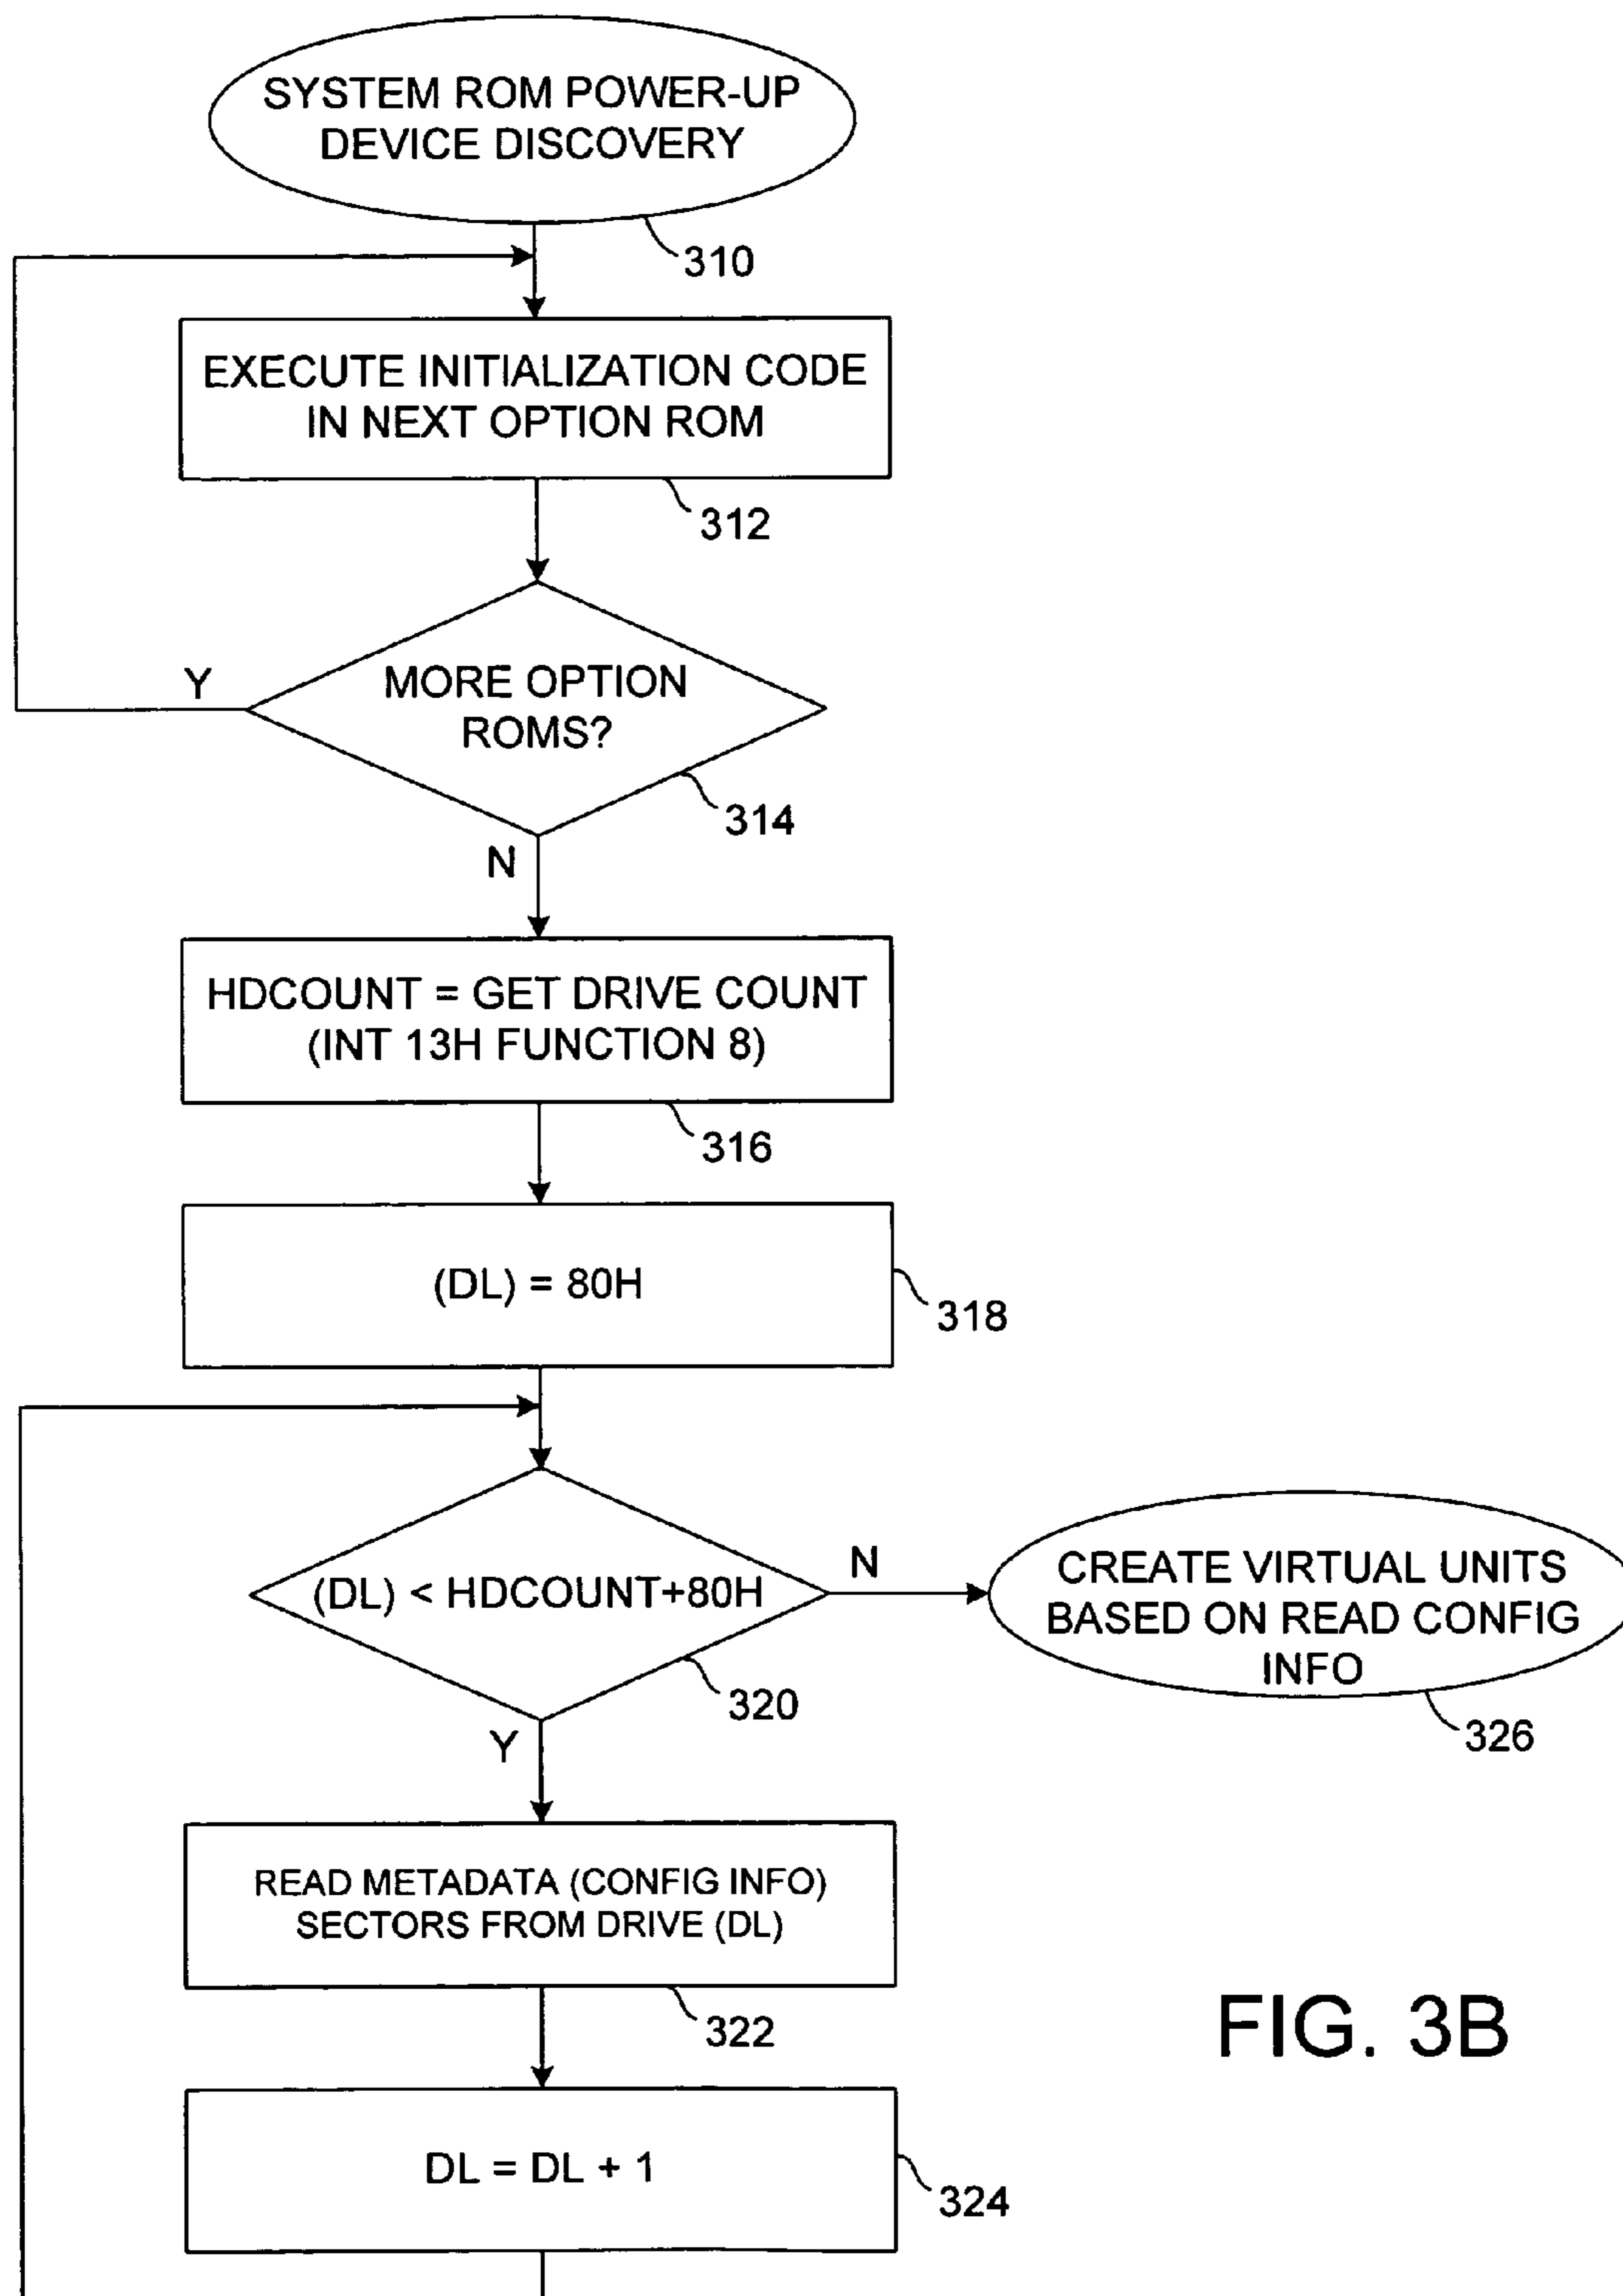 SYSTEM ROM POWER-UP
DEVICE DISCOVERY
310
EXECUTE INITIALIZATION CODE
IN NEXT OPTION ROM
312
MORE OPTION
ROMS?
Y
314
N
HDCOUNT = GET DRIVE COUNT
(INT 13H FUNCTION 8)
316
(DL) = 80H
318
(DL) < HDCOUNT+80H
N
320
Y
CREATE VIRTUAL UNITS
BASED ON READ CONFIG
INFO
326
READ METADATA (CONFIG INFO)
SECTORS FROM DRIVE (DL)
322
DL = DL + 1
324
FIG. 3B